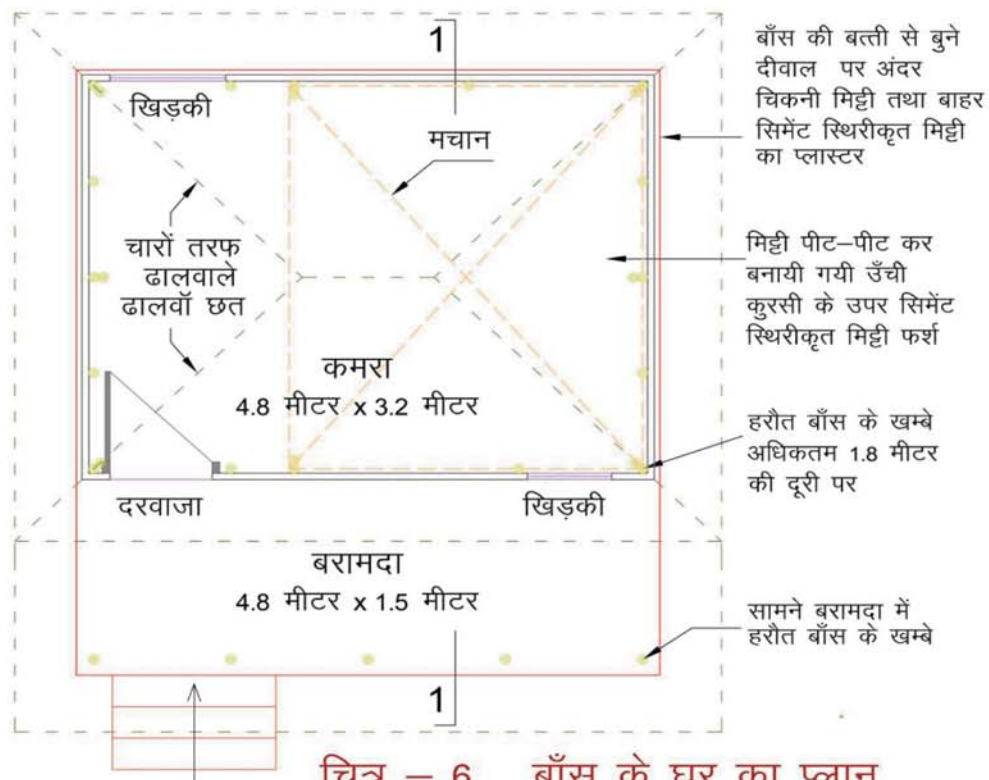 1
खिड़की
मचान
चारों तरफ
ढालवाले
ढालवॉ छत
कमरा
4.8 मीटर x 3.2 मीटर
दरवाजा
खिड़की
बरामदा
4.8 मीटर x 1.5 मीटर
1
बाँस की बत्ती से बुने
दीवाल पर अंदर
चिकनी मिट्टी तथा बाहर
सिमेंट स्थिरीकृत मिट्टी
का प्लास्टर
मिट्टी पीट–पीट कर
बनायी गयी उँची
कुरसी के उपर सिमेंट
स्थिरीकृत मिट्टी फर्श
हरौत बाँस के खम्बे
अधिकतम 1.8 मीटर
की दूरी पर
सामने बरामदा में
हरौत बाँस के खम्बे
चित्र – 6 बाँस के घर का प्लान